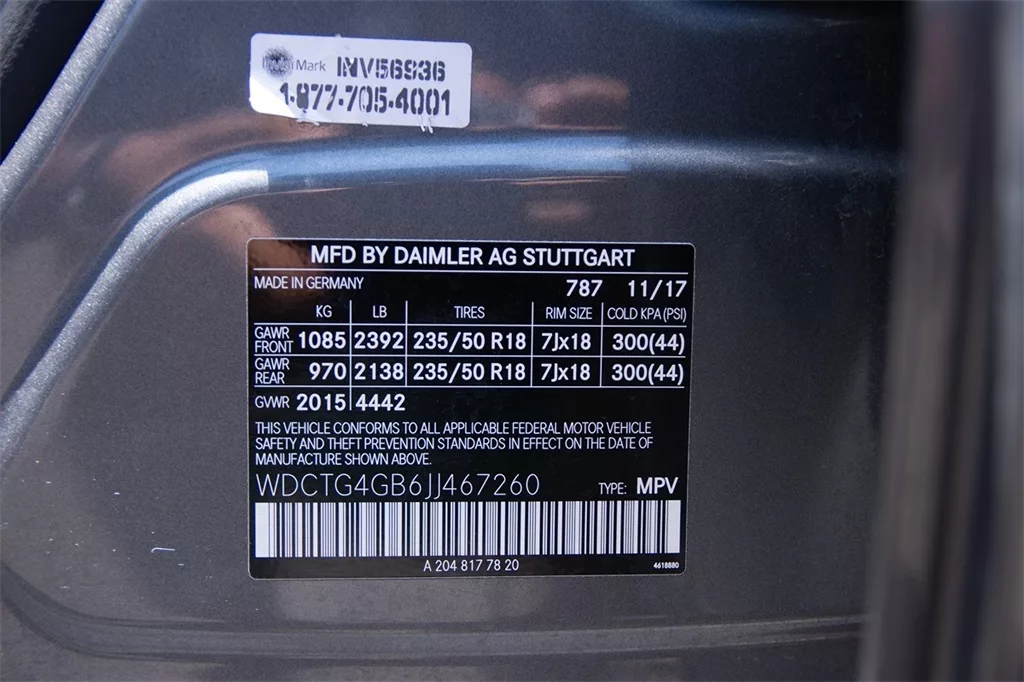 Mark INV56936
1-877-705-4001
MFD BY DAIMLER AG STUTTGART
MADE IN GERMANY 787 11/17
KG LB TIRES RIM SIZE COLD KPA (PSI)
GAWR FRONT 1085 2392 235/50 R18 7Jx18 300(44)
GAWR REAR 970 2138 235/50 R18 7Jx18 300(44)
GVWR 2015 4442
THIS VEHICLE CONFORMS TO ALL APPLICABLE FEDERAL MOTOR VEHICLE
SAFETY AND THEFT PREVENTION STANDARDS IN EFFECT ON THE DATE OF
MANUFACTURE SHOWN ABOVE.
WDCTG4GB6JJ467260 TYPE: MPV
A 204 817 78 20 4618880